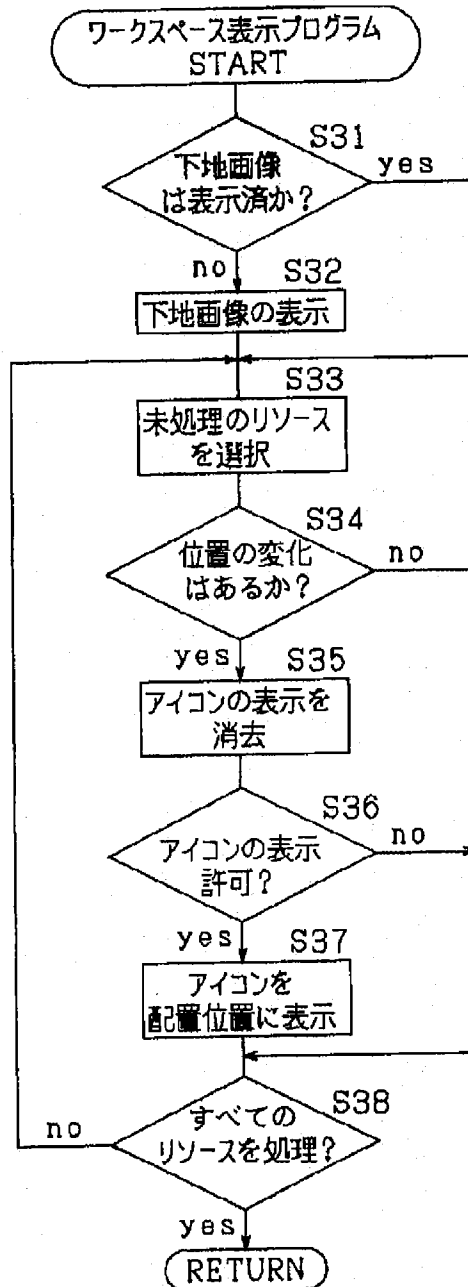 ワークスペース表示プログラム
START
S31
下地画像
は表示済か?
yes
no
S32
下地画像の表示
S33
未処理のリソース
を選択
S34
位置の変化
はあるか?
no
yes
S35
アイコンの表示を
消去
S36
アイコンの表示
許可?
no
yes
S37
アイコンを
配置位置に表示
S38
すべての
リソースを処理?
no
yes
RETURN